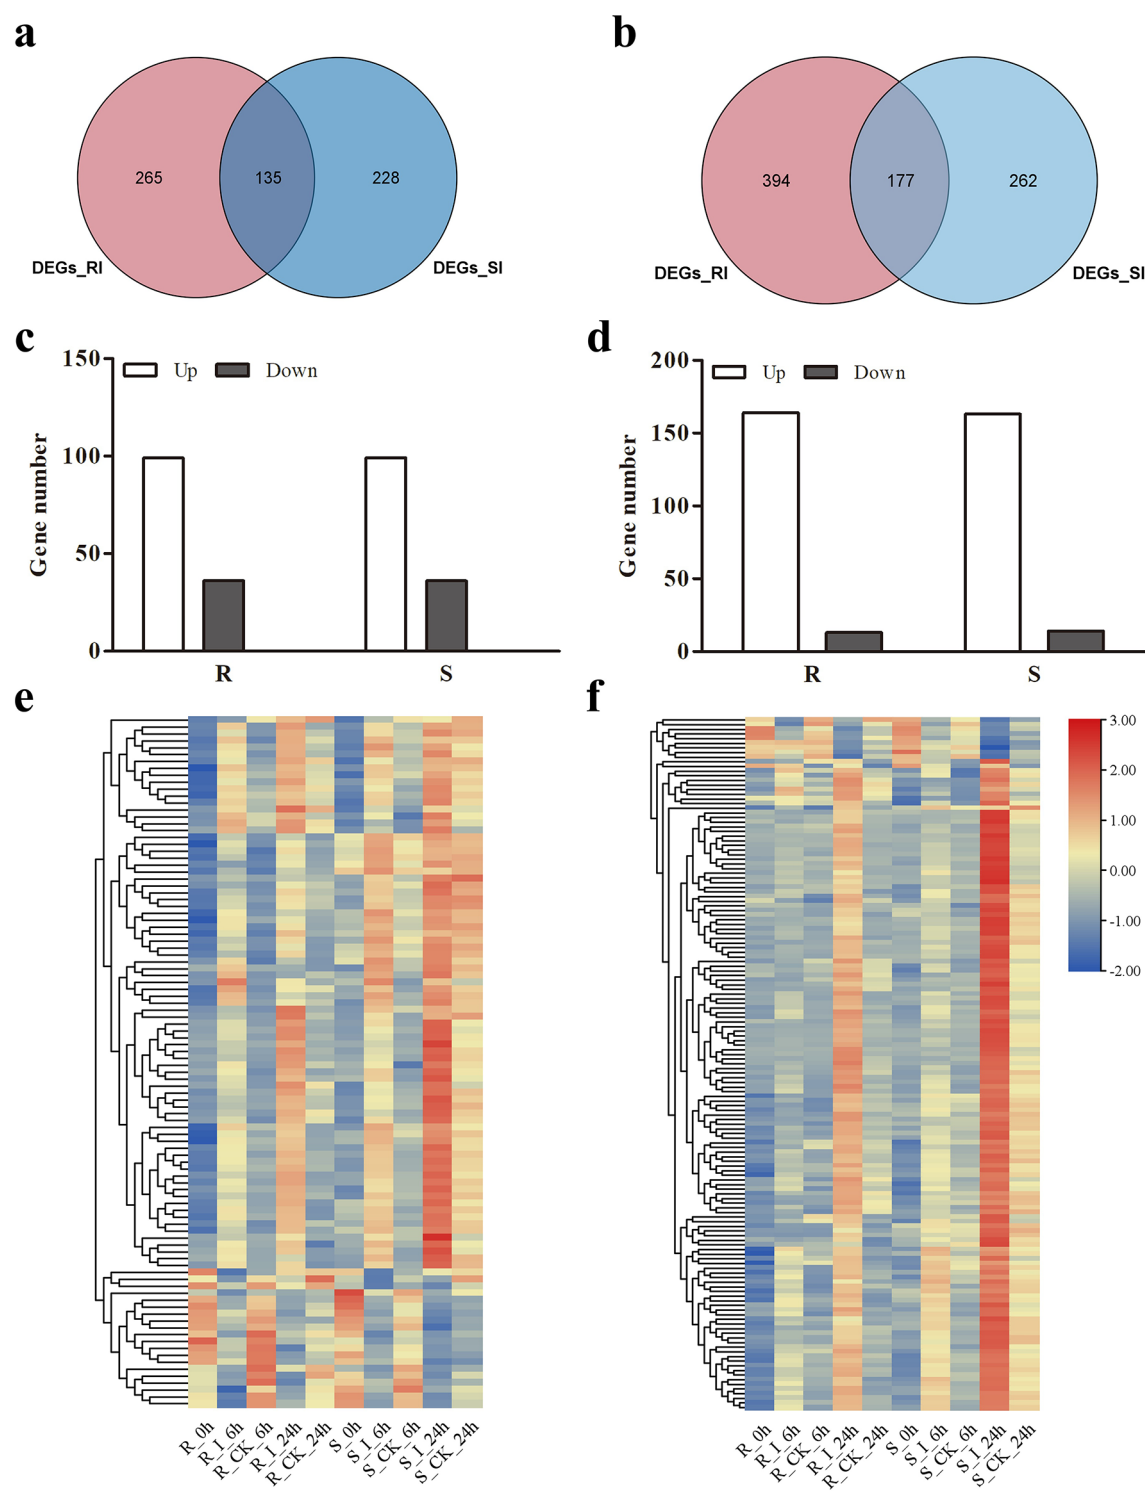 a
265
135
228
DEGs_RI
DEGs_SI
b
394
177
262
DEGs_RI
DEGs_SI
c
150
100
50
0
Gene number
Up
Down
R
S
d
200
150
100
50
0
Gene number
Up
Down
R
S
e
R_0h
R_I_6h
R_CK_6h
R_I_24h
R_CK_24h
S_0h
S_I_6h
S_CK_6h
S_I_24h
S_CK_24h
f
3.00
2.00
1.00
0.00
-1.00
-2.00
R_0h
R_I_6h
R_CK_6h
R_I_24h
R_CK_24h
S_0h
S_I_6h
S_CK_6h
S_I_24h
S_CK_24h